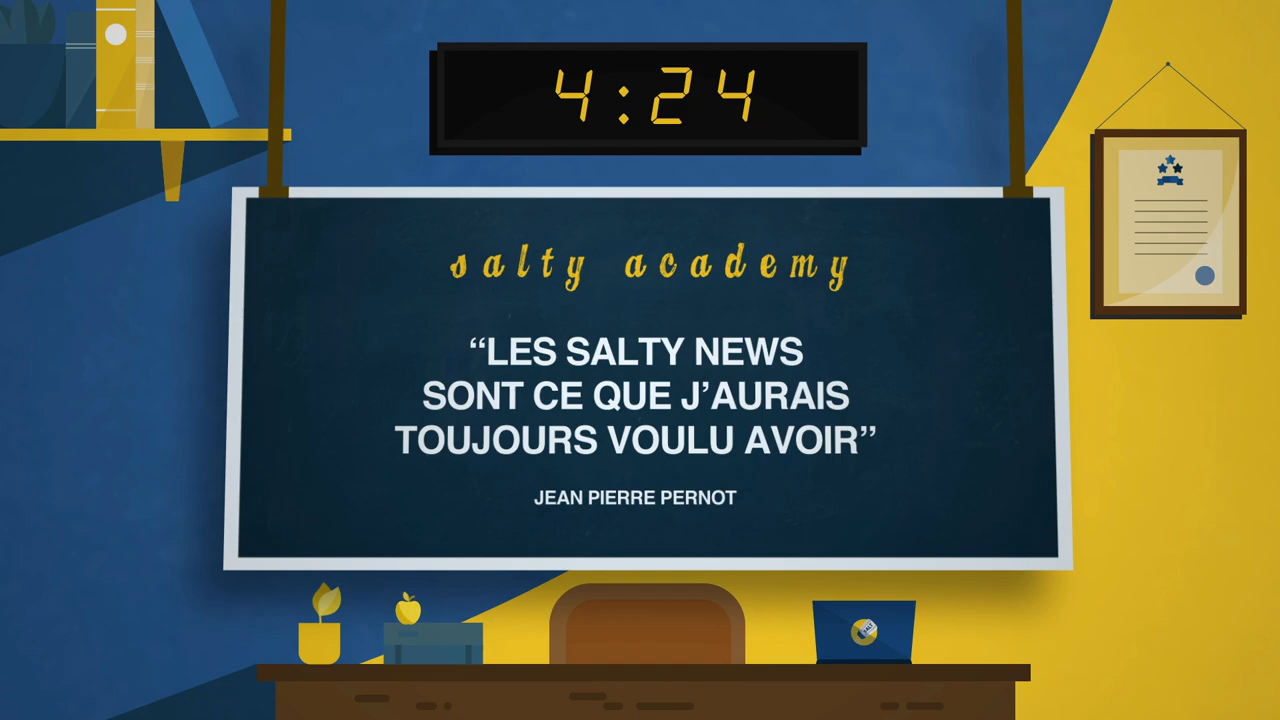 4:24
salty academy
“LES SALTY NEWS
SONT CE QUE J’AURAIS
TOUJOURS VOULU AVOIR”
JEAN PIERRE PERNOT